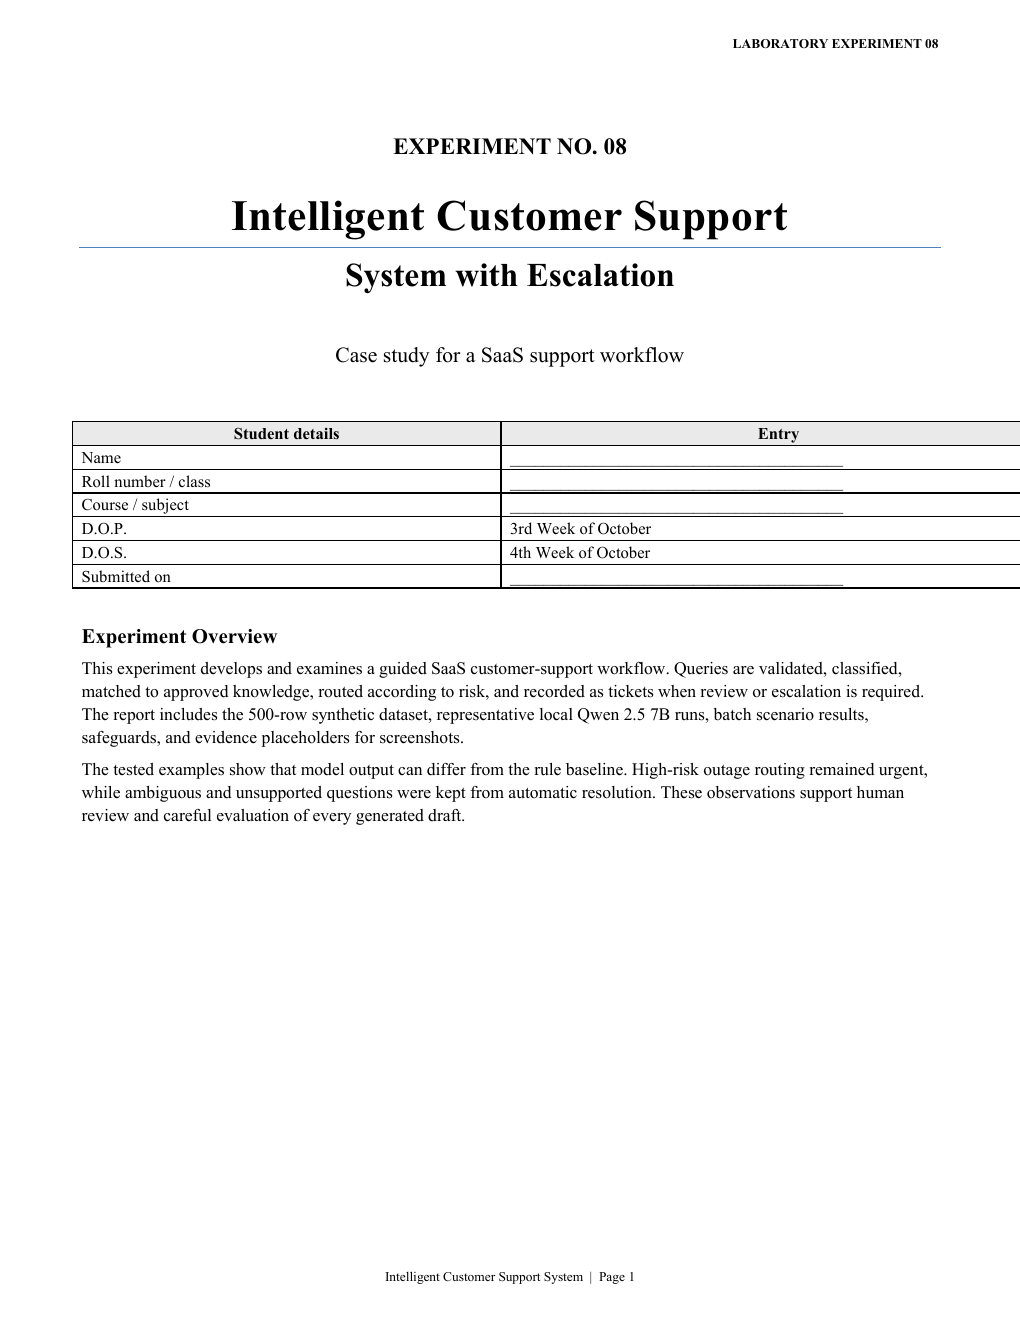 LABORATORY EXPERIMENT 08
EXPERIMENT NO. 08
Intelligent Customer Support
System with Escalation
Case study for a SaaS support workflow
Student details Entry
Name ________________________________________
Roll number / class ________________________________________
Course / subject ________________________________________
D.O.P. 3rd Week of October
D.O.S. 4th Week of October
Submitted on ________________________________________
Experiment Overview
This experiment develops and examines a guided SaaS customer-support workflow. Queries are validated, classified,
matched to approved knowledge, routed according to risk, and recorded as tickets when review or escalation is required.
The report includes the 500-row synthetic dataset, representative local Qwen 2.5 7B runs, batch scenario results,
safeguards, and evidence placeholders for screenshots.
The tested examples show that model output can differ from the rule baseline. High-risk outage routing remained urgent,
while ambiguous and unsupported questions were kept from automatic resolution. These observations support human
review and careful evaluation of every generated draft.
Intelligent Customer Support System | Page 1